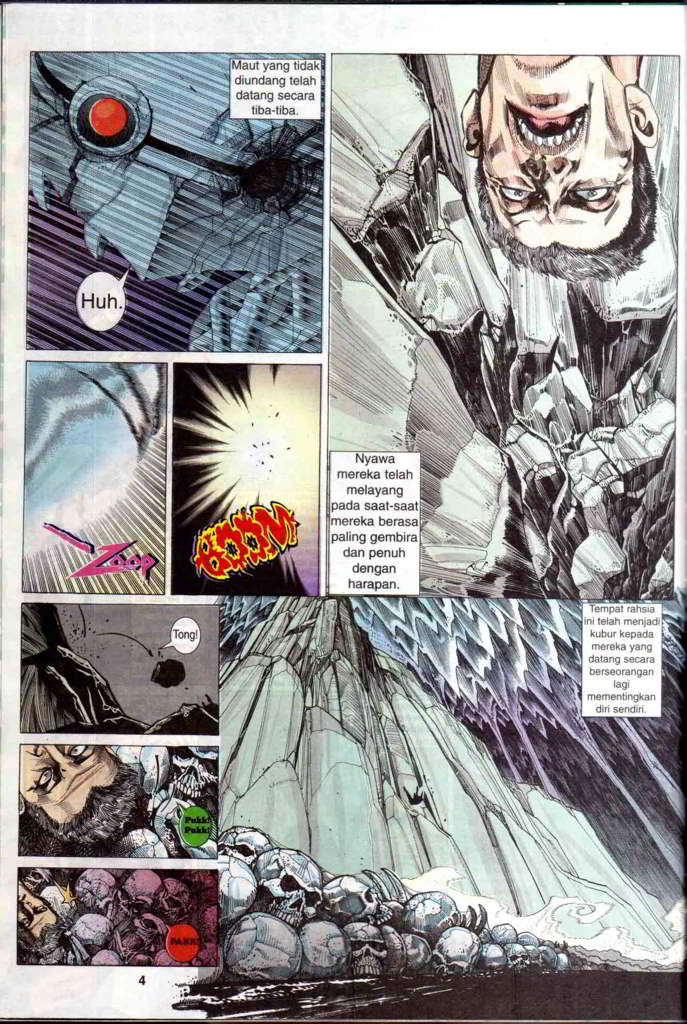 Maut yang tidak
diundang telah
datang secara
tiba-tiba.
Huh.
Zoop
BOOM
Nyawa
mereka telah
melayang
pada saat-saat
mereka berasa
paling gembira
dan penuh
dengan
harapan.
Tong!
Tempat rahsia
ini telah menjadi
kubur kepada
mereka yang
datang secara
berseorangan
lagi
mementingkan
diri sendiri.
Pukk!
Pukk!
PAKK!
4